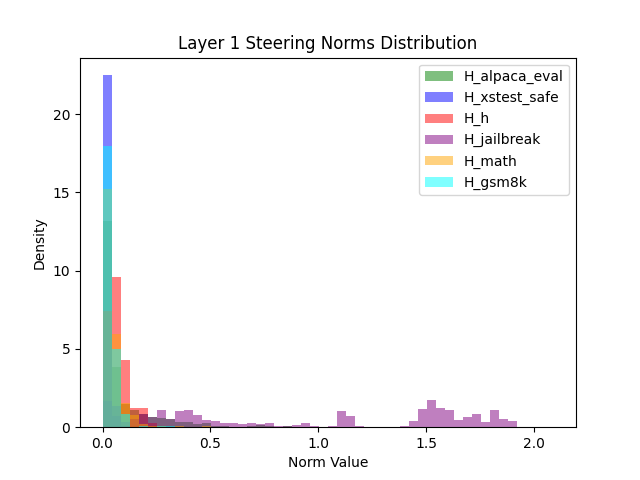 Layer 1 Steering Norms Distribution
H_alpaca_eval
H_xstest_safe
H_h
H_jailbreak
H_math
H_gsm8k
Density
20
15
10
5
0
0.0 0.5 1.0 1.5 2.0
Norm Value